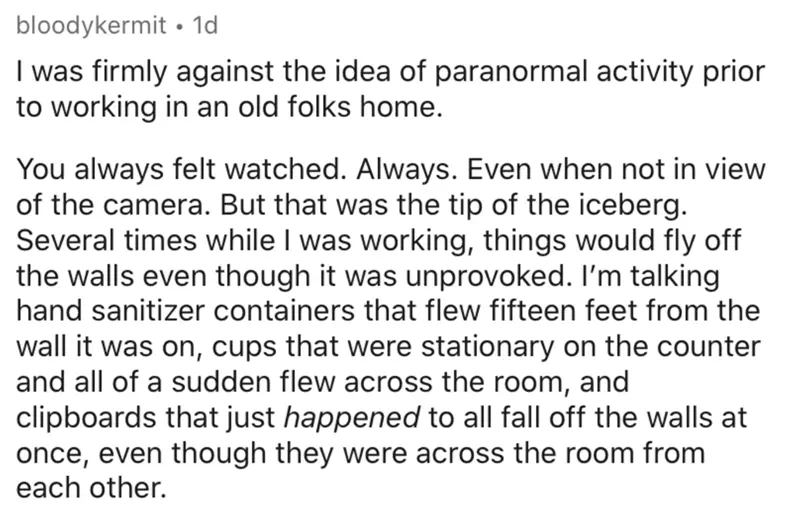 bloodykermit • 1d
I was firmly against the idea of paranormal activity prior
to working in an old folks home.
You always felt watched. Always. Even when not in view
of the camera. But that was the tip of the iceberg.
Several times while I was working, things would fly off
the walls even though it was unprovoked. I’m talking
hand sanitizer containers that flew fifteen feet from the
wall it was on, cups that were stationary on the counter
and all of a sudden flew across the room, and
clipboards that just happened to all fall off the walls at
once, even though they were across the room from
each other.